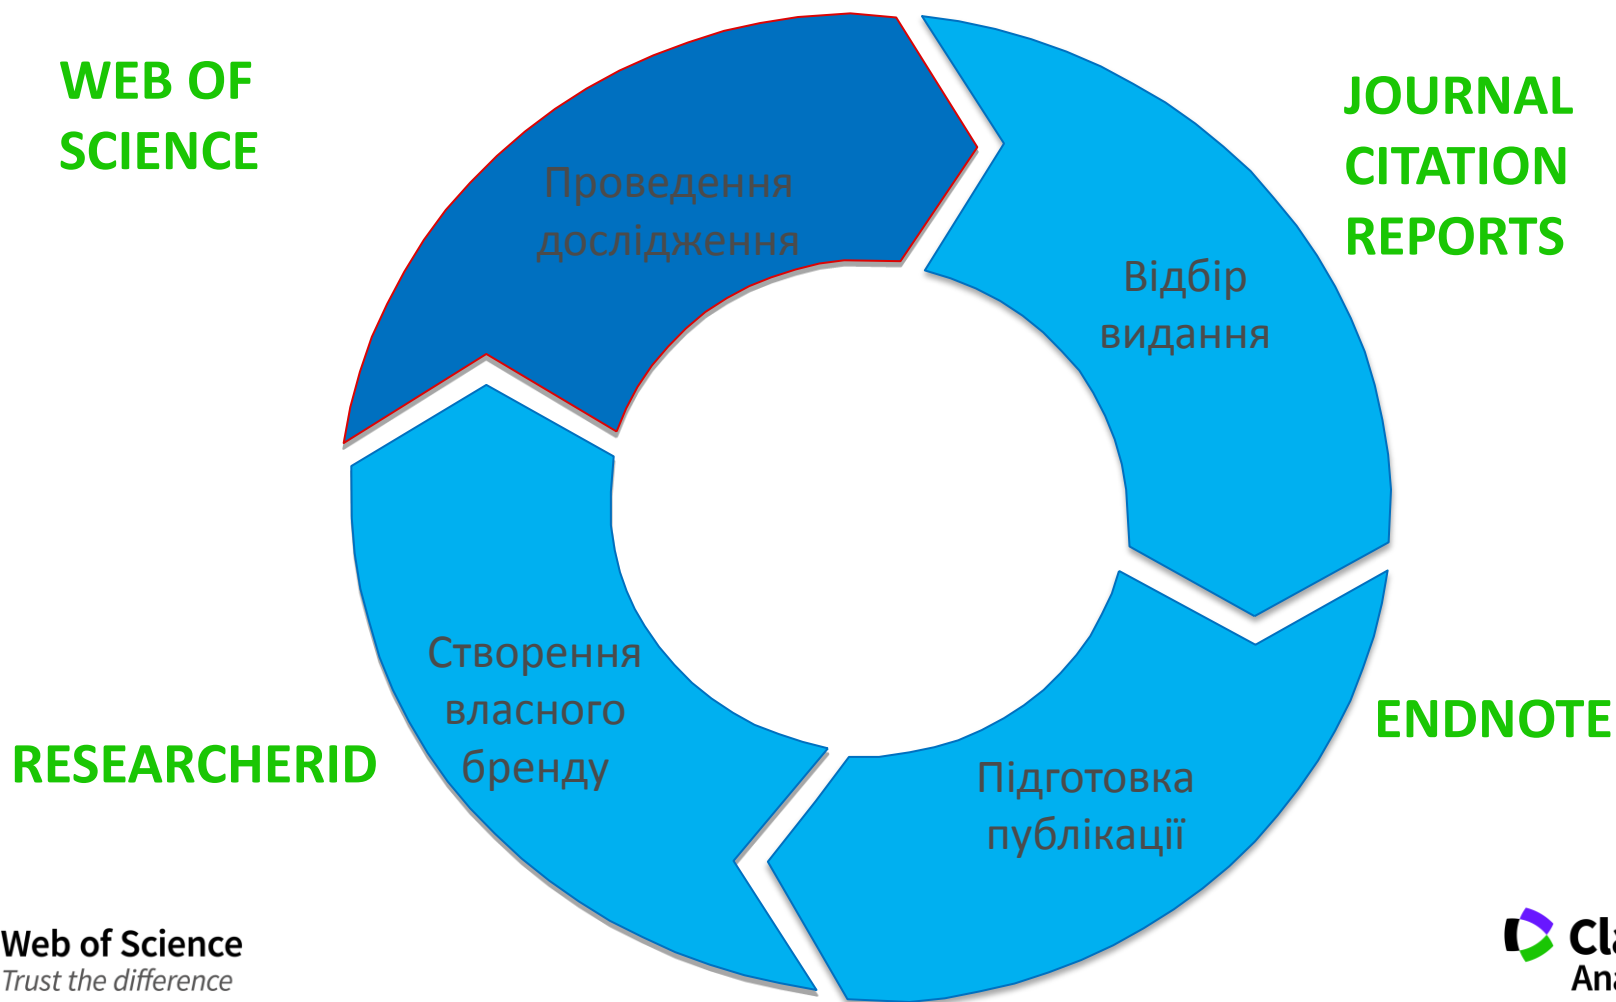 WEB OF
SCIENCE
JOURNAL
CITATION
REPORTS
Проведення
дослідження
Відбір
видання
Створення
власного
бренду
RESEARCHERID
ENDNOTE
Підготовка
публікації
Web of Science
Trust the difference